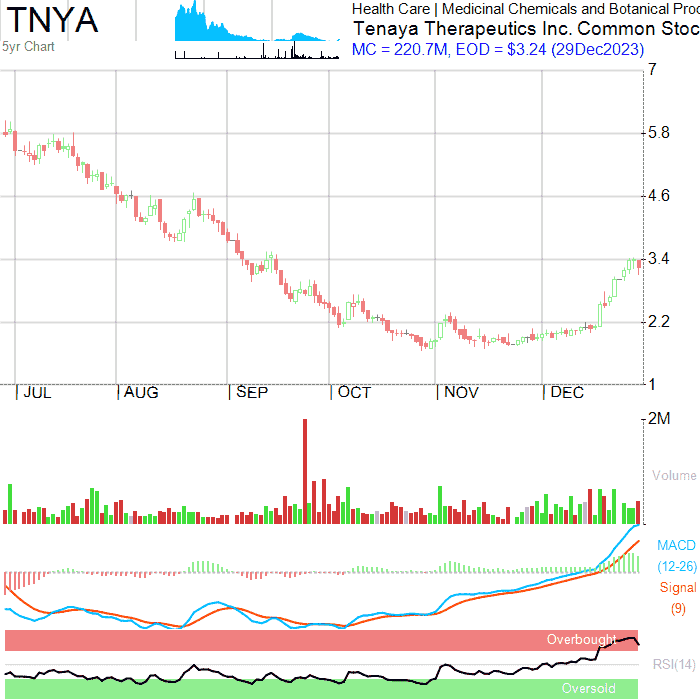 TNYA
5yr Chart
Health Care | Medicinal Chemicals and Botanical Proc
Tenaya Therapeutics Inc. Common Stoc
MC = 220.7M, EOD = $3.24 (29Dec2023)
7
5.8
4.6
3.4
2.2
1
JUL AUG SEP OCT NOV DEC
2M
Volume
MACD
(12-26)
Signal
(9)
Overbought
RSI(14)
Oversold